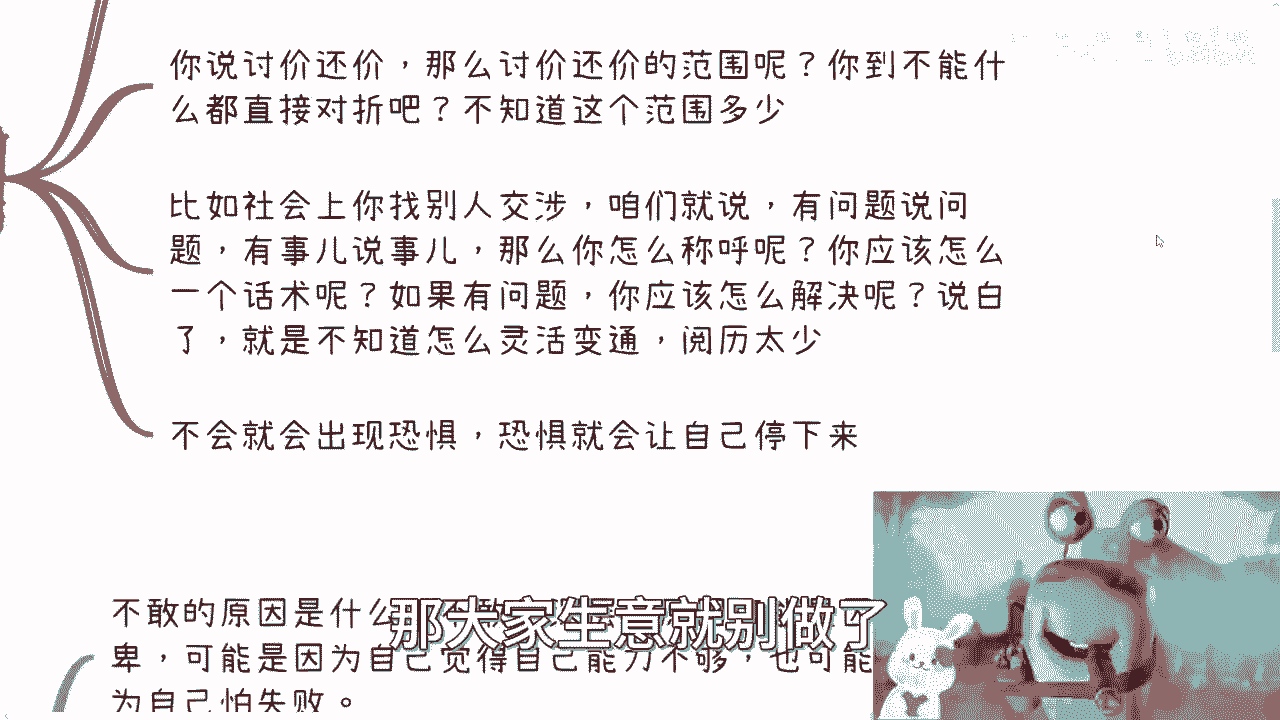 你说讨价还价，那么讨价还价的范围呢？你到不能什
么都直接对折吧？不知道这个范围多少
比如社会上你找别人交涉，咱们就说，有问题说问
题，有事儿说事儿，那么你怎么称呼呢？你应该怎么
一个话术呢？如果有问题，你应该怎么解决呢？说白
了，就是不知道怎么灵活变通，阅历太少
不会就会出现恐惧，恐惧就会让自己停下来
不敢的原因是什么
卑，可能是因为自己觉得自己能力不够，也可能
为自己怕失败。
那大家生意就别做了